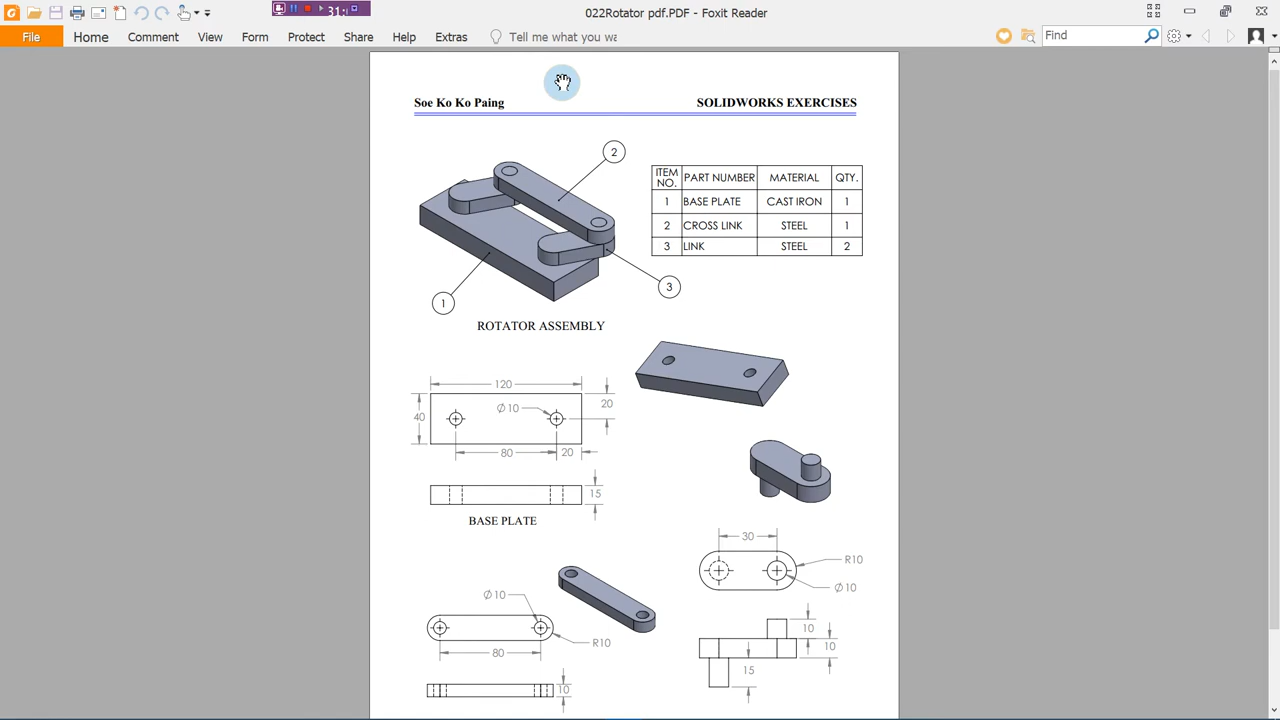 31:
022Rotator pdf.PDF - Foxit Reader
File Home Comment View Form Protect Share Help Extras Tell me what you wa Find
Soe Ko Ko Paing SOLIDWORKS EXERCISES
2
ITEM NO. PART NUMBER MATERIAL QTY.
1 BASE PLATE CAST IRON 1
2 CROSS LINK STEEL 1
3 LINK STEEL 2
3
1
ROTATOR ASSEMBLY
120
20
Ø10
40
80 20
15
BASE PLATE
30
R10
Ø10
Ø10
10
R10
10
80
15
10